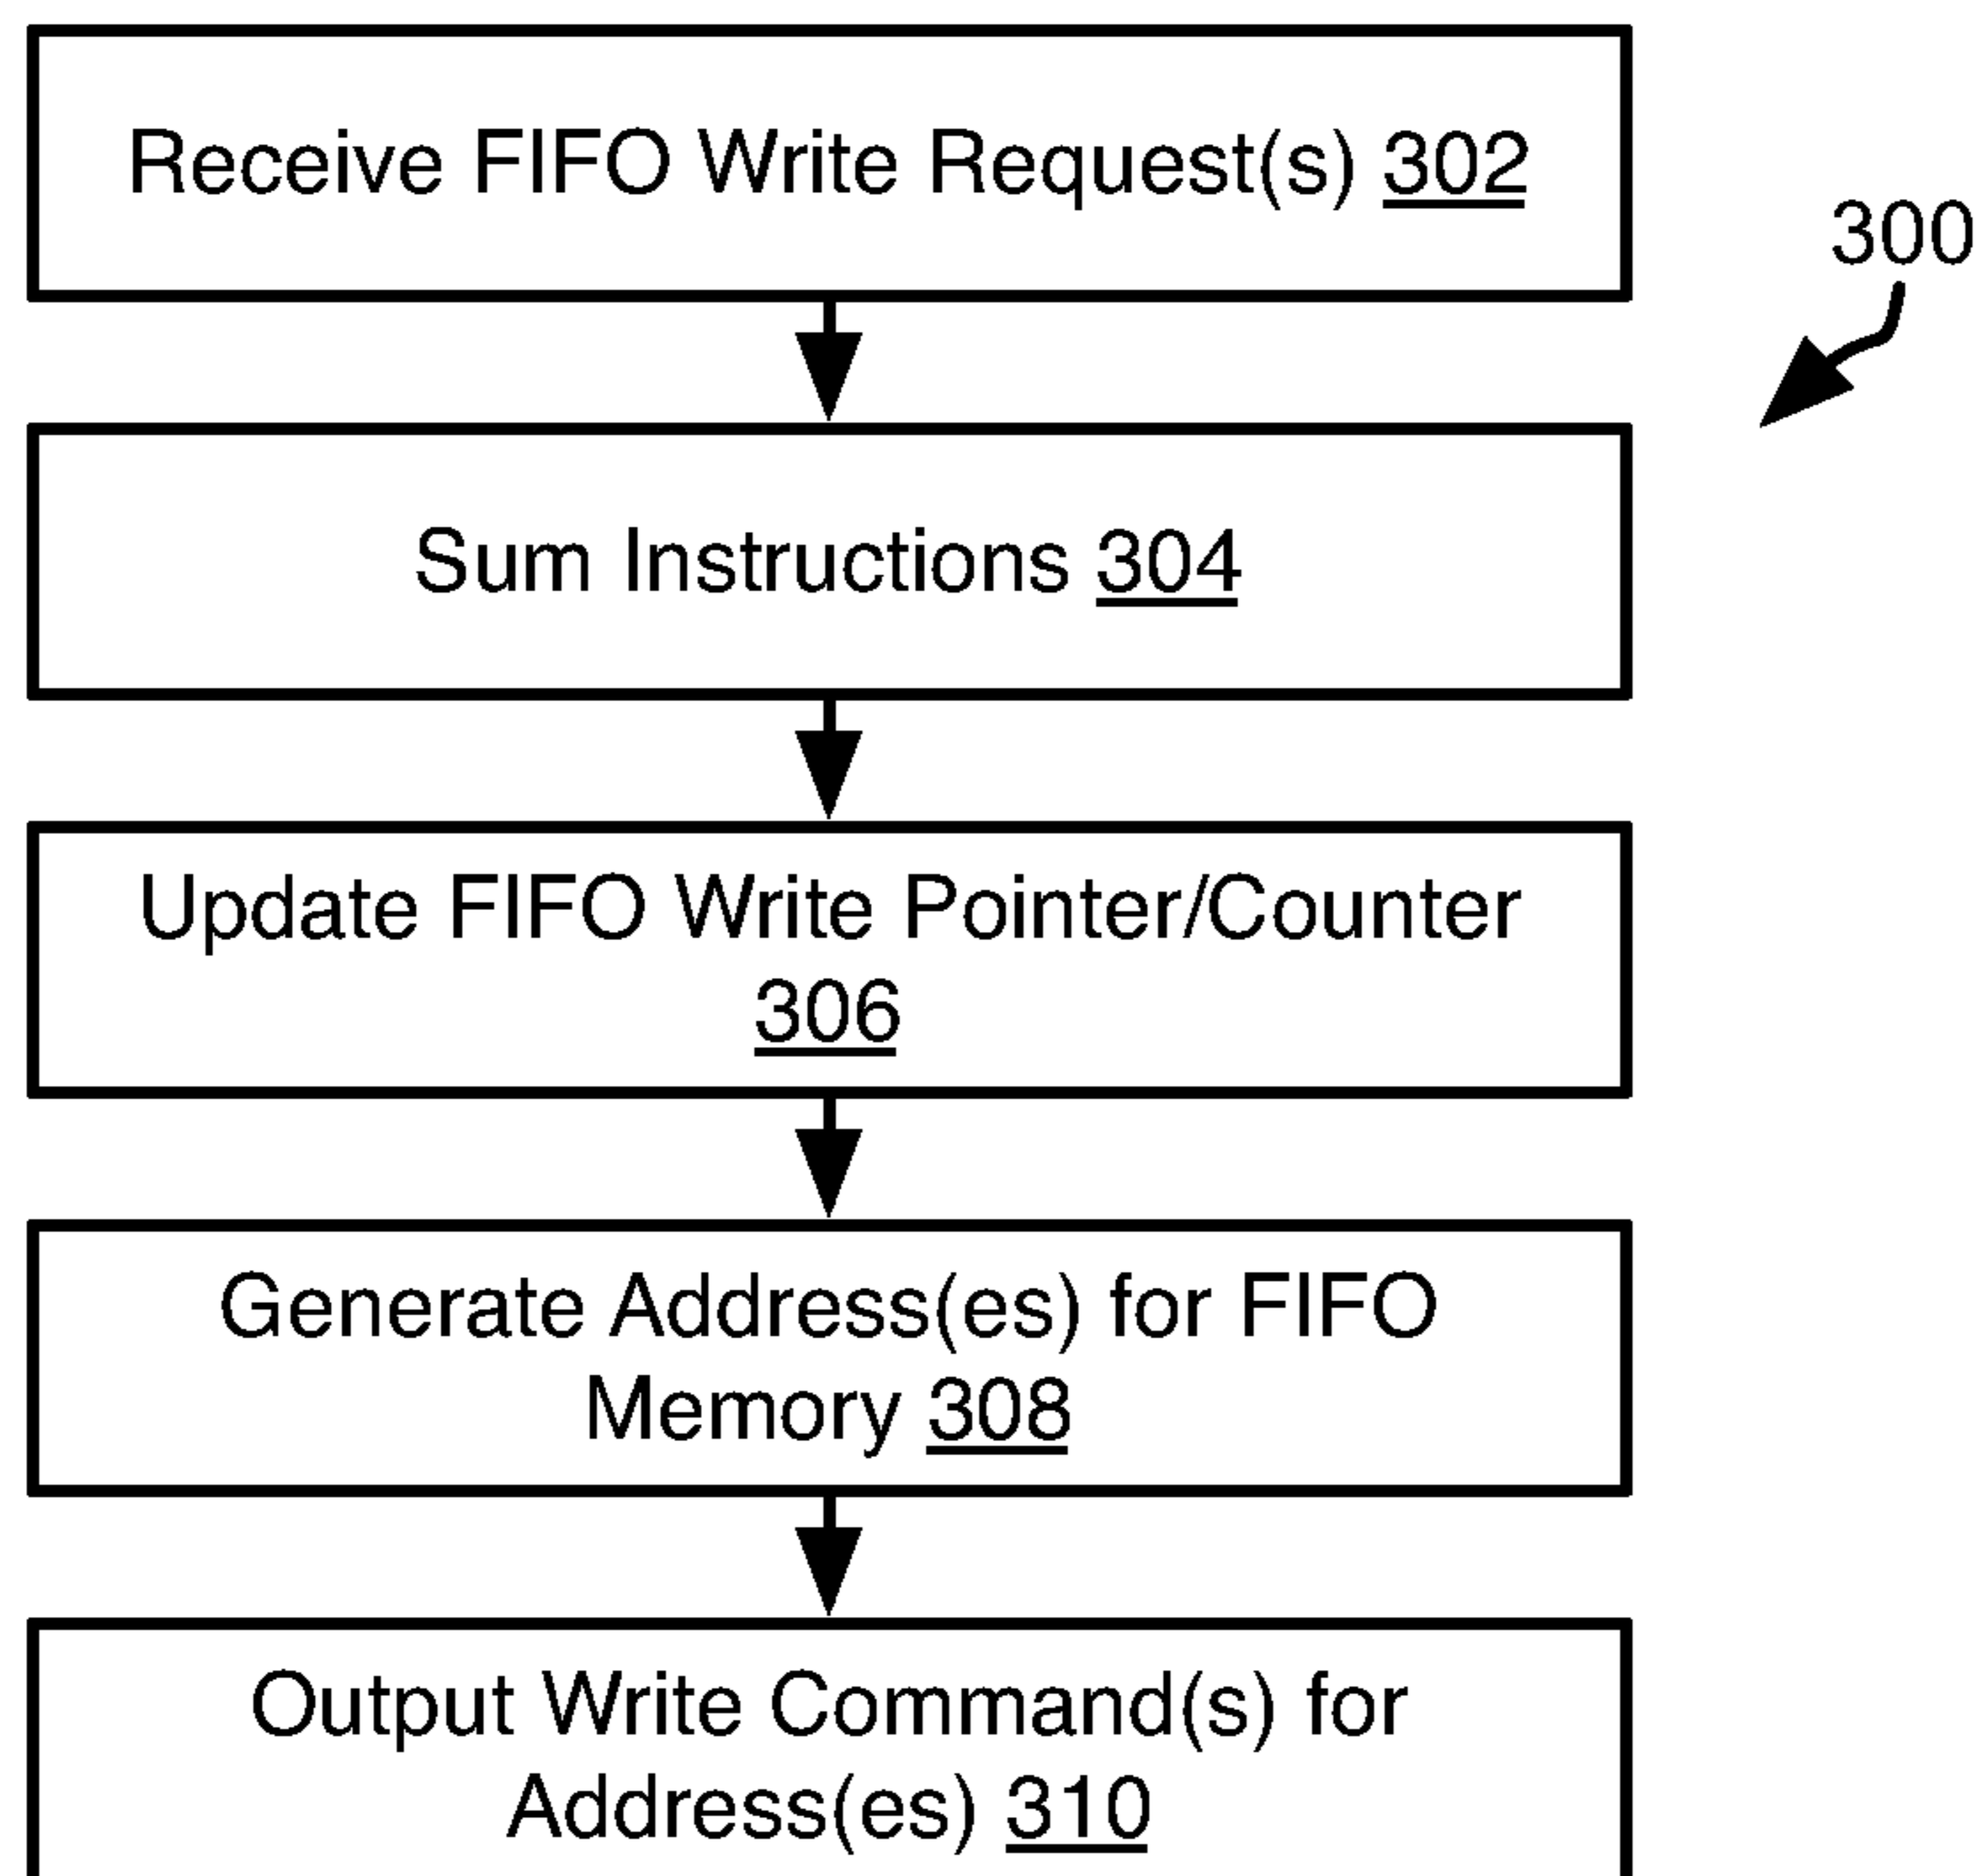 Receive FIFO Write Request(s) 302
300
Sum Instructions 304
Update FIFO Write Pointer/Counter
306
Generate Address(es) for FIFO
Memory 308
Output Write Command(s) for
Address(es) 310